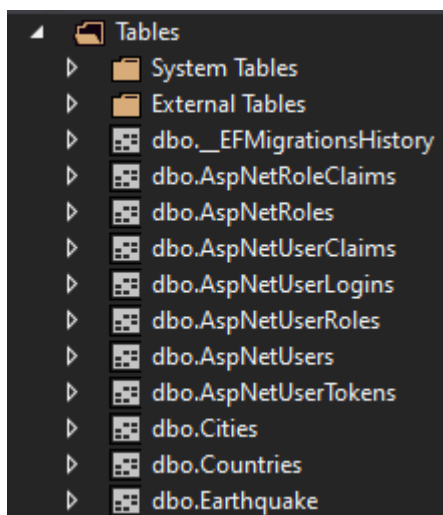 Tables
System Tables
External Tables
dbo.__EFMigrationsHistory
dbo.AspNetRoleClaims
dbo.AspNetRoles
dbo.AspNetUserClaims
dbo.AspNetUserLogins
dbo.AspNetUserRoles
dbo.AspNetUsers
dbo.AspNetUserTokens
dbo.Cities
dbo.Countries
dbo.Earthquake